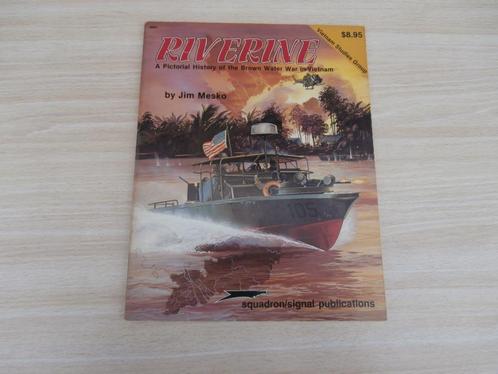 RIVERINE
$8.95
Vietnam Studies Group
A Pictorial History of the Brown Water War in Vietnam
by Jim Mesko
105
squadron/signal publications